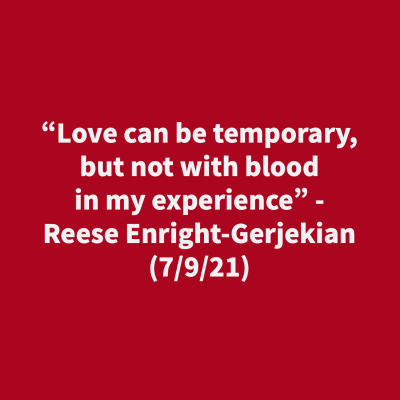 “Love can be temporary,
but not with blood
in my experience” -
Reese Enright-Gerjekian
(7/9/21)